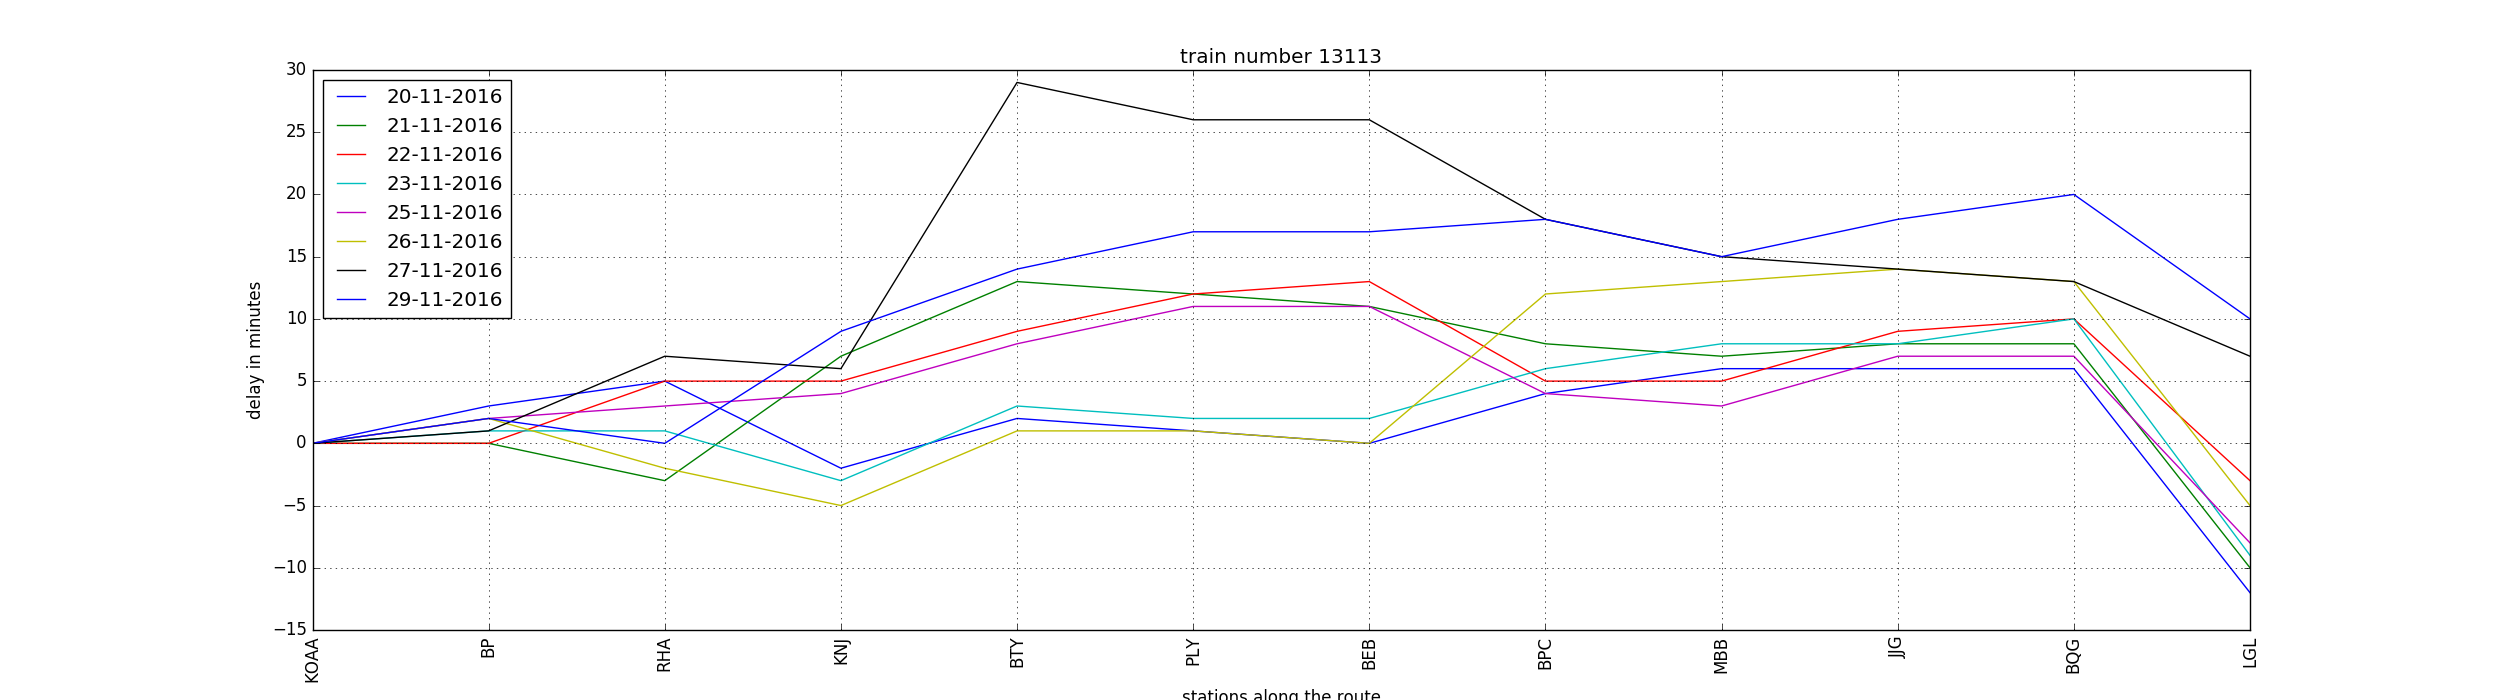 train number 13113
30
25
20
15
10
5
0
−5
−10
−15
delay in minutes
20-11-2016
21-11-2016
22-11-2016
23-11-2016
25-11-2016
26-11-2016
27-11-2016
29-11-2016
KOAA
BP
RHA
KNJ
BTY
PLY
BEB
BPC
MBB
JJG
BQG
LGL
stations along the route